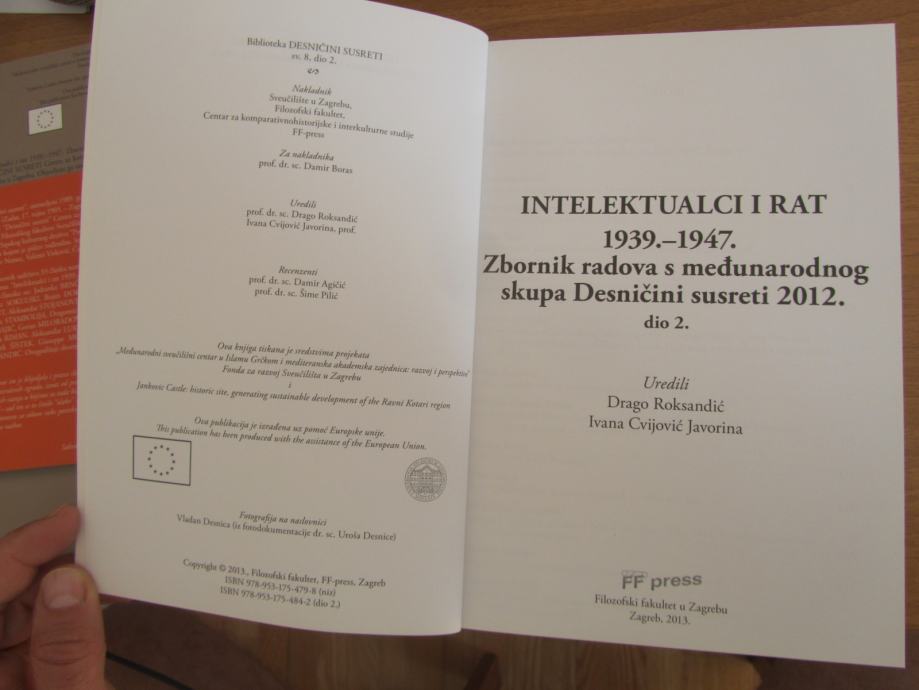 Biblioteka DESNIČINI SUSRETI
sv. 8, dio 2.
Nakladnik
Sveučilište u Zagrebu,
Filozofski fakultet,
Centar za komparativnohistorijske i interkulturne studije
FF-press
Za nakladnika
prof. dr. sc. Damir Boras
Uredili
prof. dr. sc. Drago Roksandić
Ivana Cvijović Javorina, prof.
Recenzenti
prof. dr. sc. Damir Agičić
prof. dr. sc. Šime Pilić
Ova knjiga tiskana je sredstvima projekata
„Međunarodni sveučilišni centar u Islamu Grčkom i mediteranska akademska zajednica: razvoj i perspektive"
Fonda za razvoj Sveučilišta u Zagrebu
i
Jankovic Castle: historic site, generating sustainable development of the Ravni Kotari region
Ova publikacija je izrađena uz pomoć Europske unije.
This publication has been produced with the assistance of the European Union.
Fotografija na naslovnici
Vladan Desnica (iz fotodokumentacije dr. sc. Uroša Desnice)
Copyright © 2013., Filozofski fakultet, FF-press, Zagreb
ISBN 978-953-175-479-8 (niz)
ISBN 978-953-175-484-2 (dio 2.)
INTELEKTUALCI I RAT
1939.–1947.
Zbornik radova s međunarodnog
skupa Desničini susreti 2012.
dio 2.
Uredili
Drago Roksandić
Ivana Cvijović Javorina
FF press
Filozofski fakultet u Zagrebu
Zagreb, 2013.